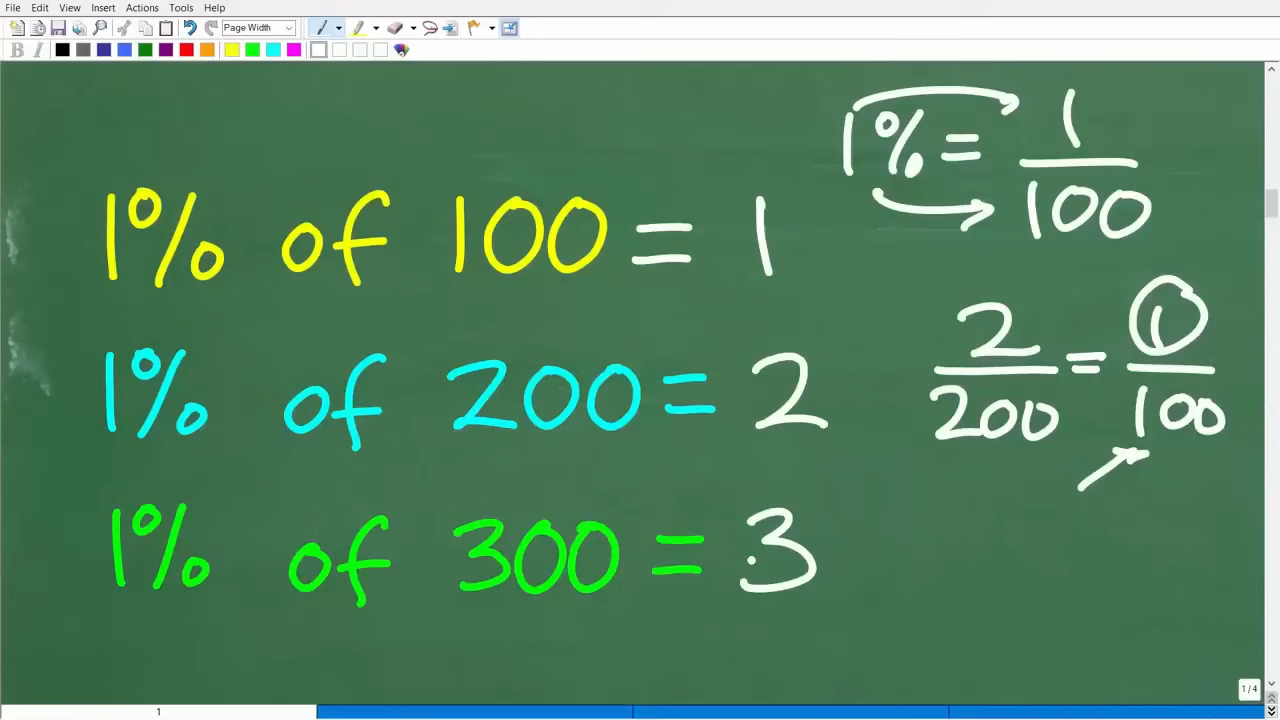 File Edit View Insert Actions Tools Help
Page Width
B I
1% = 1/100
1% of 100 = 1
2/200 = 1/100
1% of 200 = 2
1% of 300 = 3
1/4
1